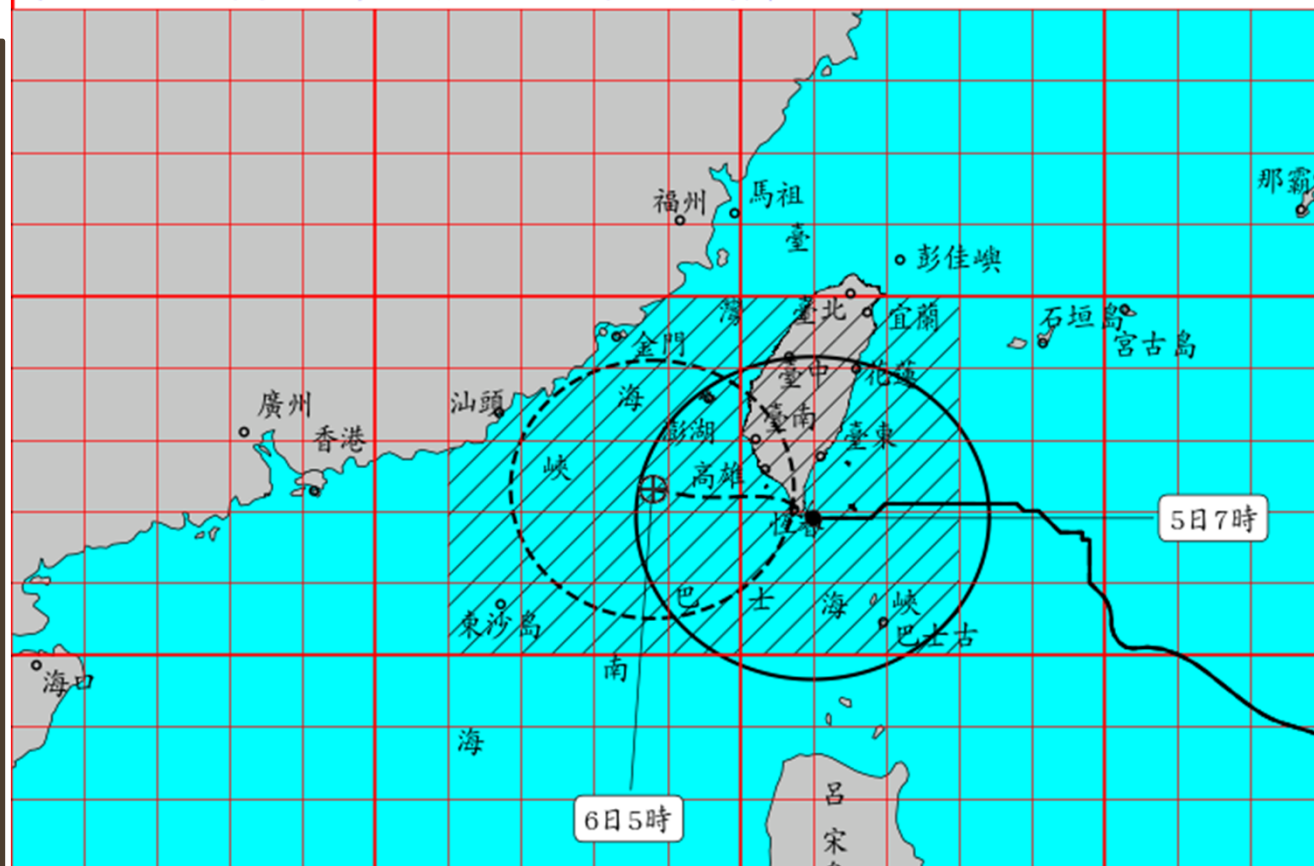 那霸
福州
馬祖
臺
彭佳嶼
灣
臺北
宜蘭
石垣島
宮古島
金門
臺中
花蓮
海
汕頭
廣州
香港
澎湖
臺南
臺東
峽
高雄
恆春
5日7時
巴
士
海
峽
東沙島
巴士古
南
海口
海
6日5時
呂
宋